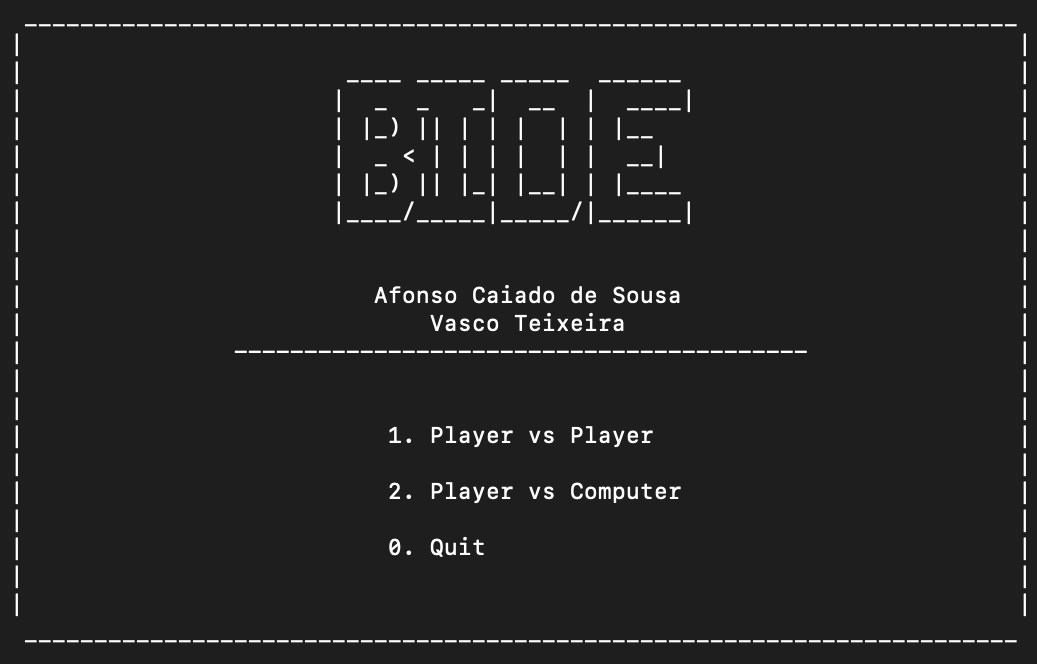 BIDE
Afonso Caiado de Sousa
Vasco Teixeira
1. Player vs Player
2. Player vs Computer
0. Quit